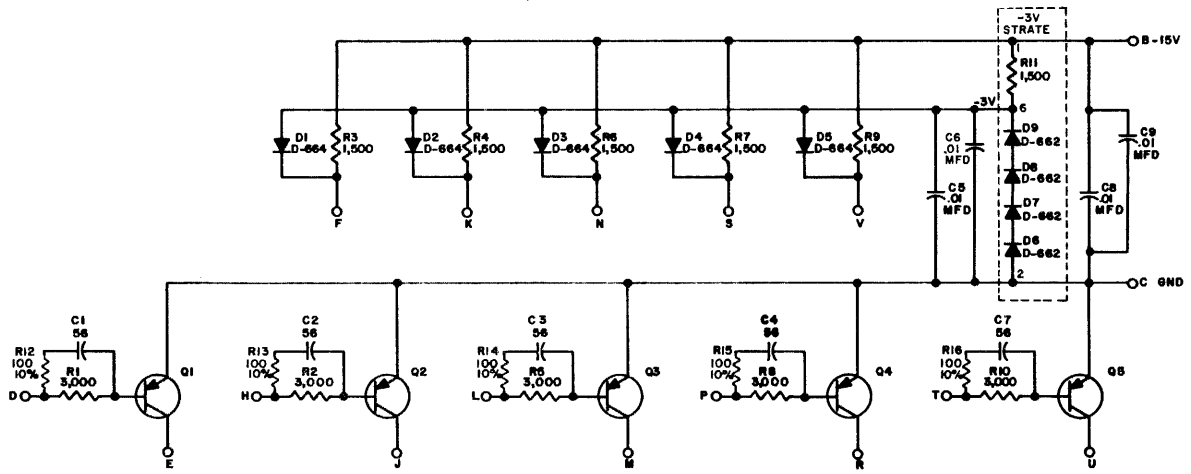 -3V
STRATE
1
B-15V
R11
1,500
-3V
6
D1
D-664
R3
1,500
D2
D-664
R4
1,500
D3
D-664
R6
1,500
D4
D-664
R7
1,500
D5
D-664
R9
1,500
C6
.01
MFD
D9
D-662
C9
.01
MFD
D8
D-662
C5
.01
MFD
D7
D-662
C8
.01
MFD
D6
D-662
F
K
N
S
V
2
C GND
C1
56
R12
100
10%
R1
3,000
Q1
D
E
C2
56
R13
100
10%
R2
3,000
Q2
H
J
C3
56
R14
100
10%
R5
3,000
Q3
L
M
C4
56
R15
100
10%
R8
3,000
Q4
P
R
C7
56
R16
100
10%
R10
3,000
Q5
T
U